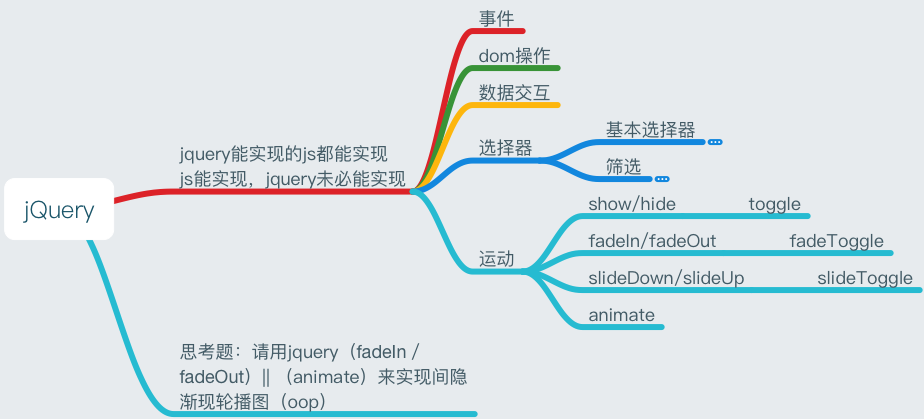 jQuery
jquery能实现的js都能实现
js能实现，jquery未必能实现
事件
dom操作
数据交互
选择器
基本选择器
筛选
运动
show/hide toggle
fadeIn/fadeOut fadeToggle
slideDown/slideUp slideToggle
animate
思考题：请用jquery（fadeIn /
fadeOut）||（animate）来实现间隐
渐现轮播图（oop）